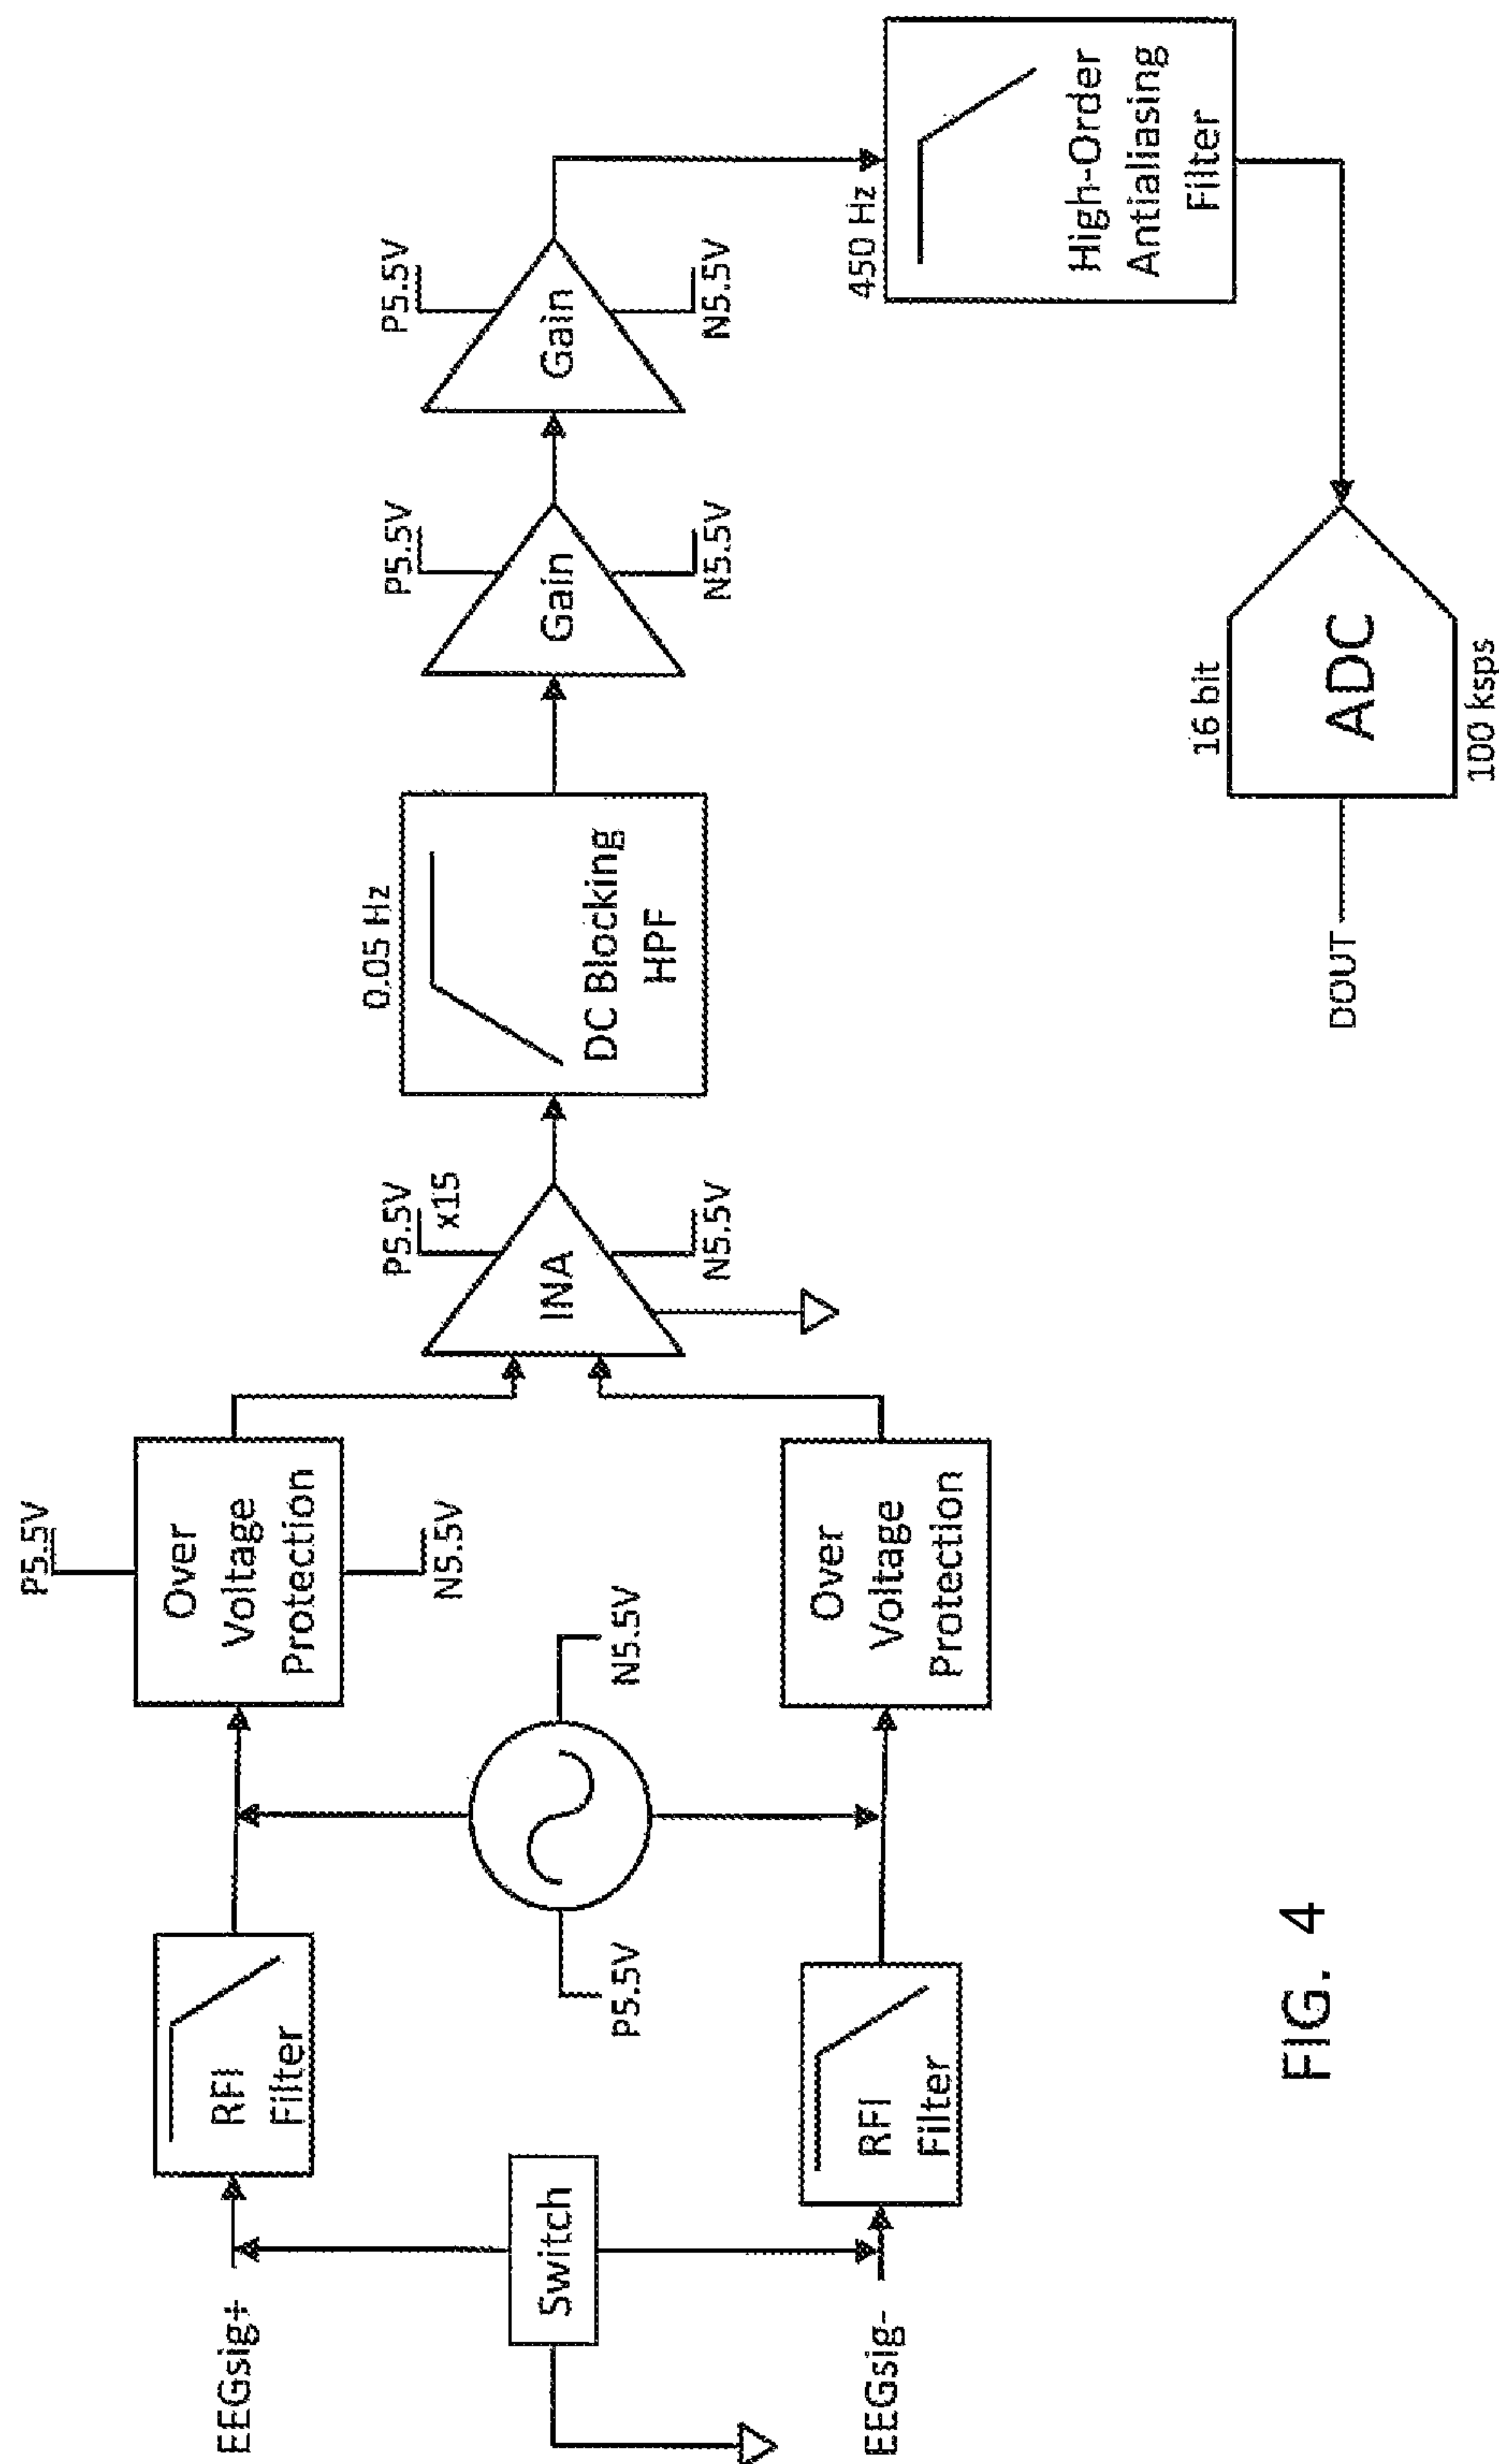 EEGsig+
RFI
Filter
P5.5V
Over
Voltage
Protection
N5.5V
Switch
P5.5V
N5.5V
EEGsig-
RFI
Filter
Over
Voltage
Protection
P5.5V
x15
INA
N5.5V
0.05 Hz
DC Blocking
HPF
P5.5V
Gain
N5.5V
P5.5V
Gain
N5.5V
450 Hz
High-Order
Antialiasing
Filter
16 bit
ADC
100 ksps
DOUT
FIG. 4